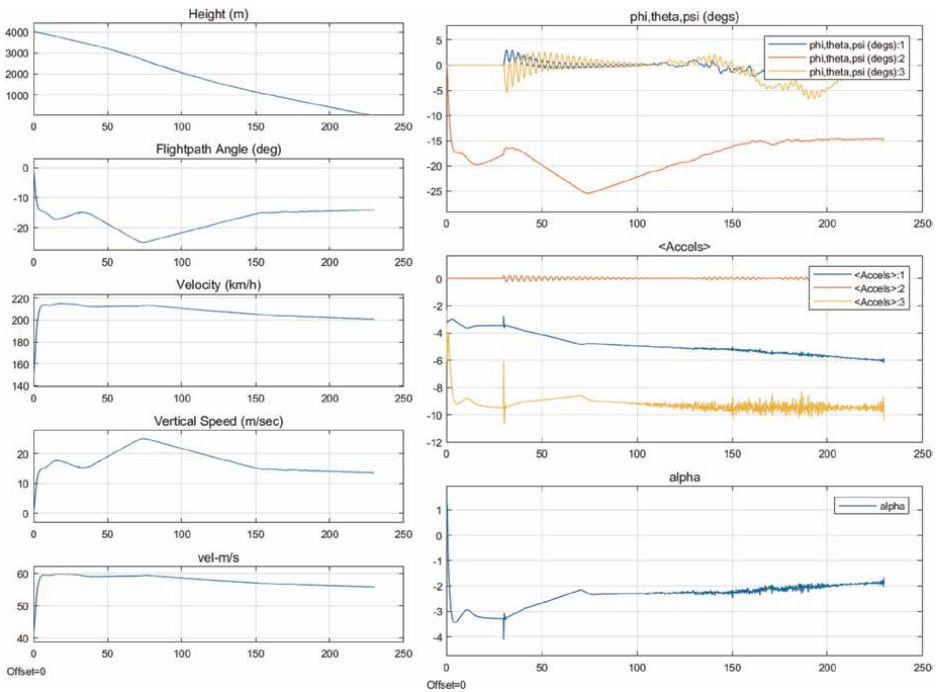 Height (m)
4000
3000
2000
1000
0 50 100 150 200 250
Flightpath Angle (deg)
0
-10
-20
0 50 100 150 200 250
Velocity (km/h)
220
200
180
160
140
0 50 100 150 200 250
Vertical Speed (m/sec)
20
10
0
0 50 100 150 200 250
vel-m/s
60
50
40
0 50 100 150 200 250
Offset=0
phi,theta,psi (degs)
phi,theta,psi (degs):1
phi,theta,psi (degs):2
phi,theta,psi (degs):3
5
0
-5
-10
-15
-20
-25
0 50 100 150 200 250
<Accels>
<Accels>:1
<Accels>:2
<Accels>:3
2
0
-2
-4
-6
-8
-10
-12
0 50 100 150 200 250
alpha
alpha
1
0
-1
-2
-3
-4
0 50 100 150 200 250
Offset=0